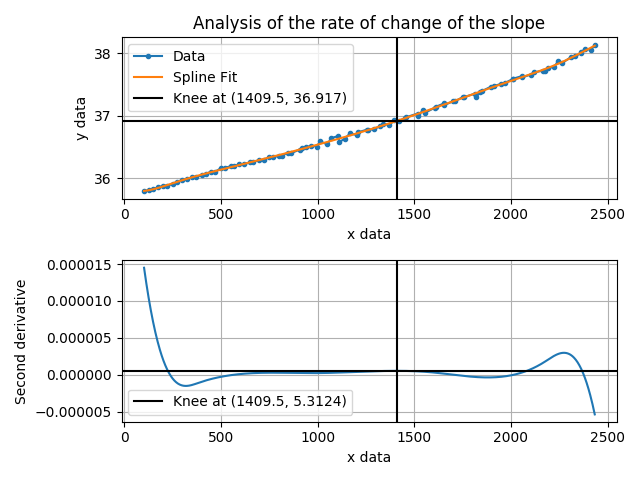 Analysis of the rate of change of the slope
38
37
36
y data
Data
Spline Fit
Knee at (1409.5, 36.917)
0 500 1000 1500 2000 2500
x data
0.000015
0.000010
0.000005
0.000000
−0.000005
Second derivative
Knee at (1409.5, 5.3124)
0 500 1000 1500 2000 2500
x data